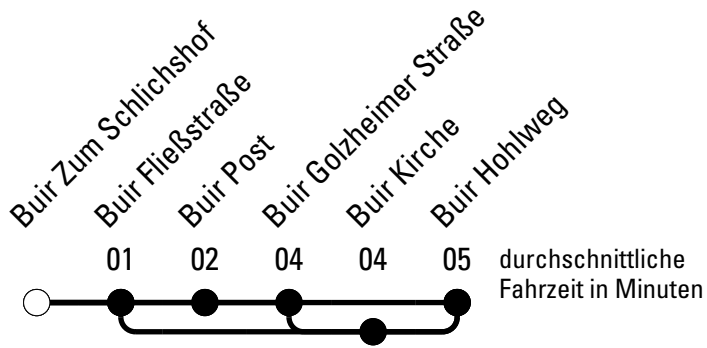 Buir Zum Schlichshof
Buir Fließstraße
Buir Post
Buir Golzheimer Straße
Buir Kirche
Buir Hohlweg
01 02 04 04 05
durchschnittliche
Fahrzeit in Minuten